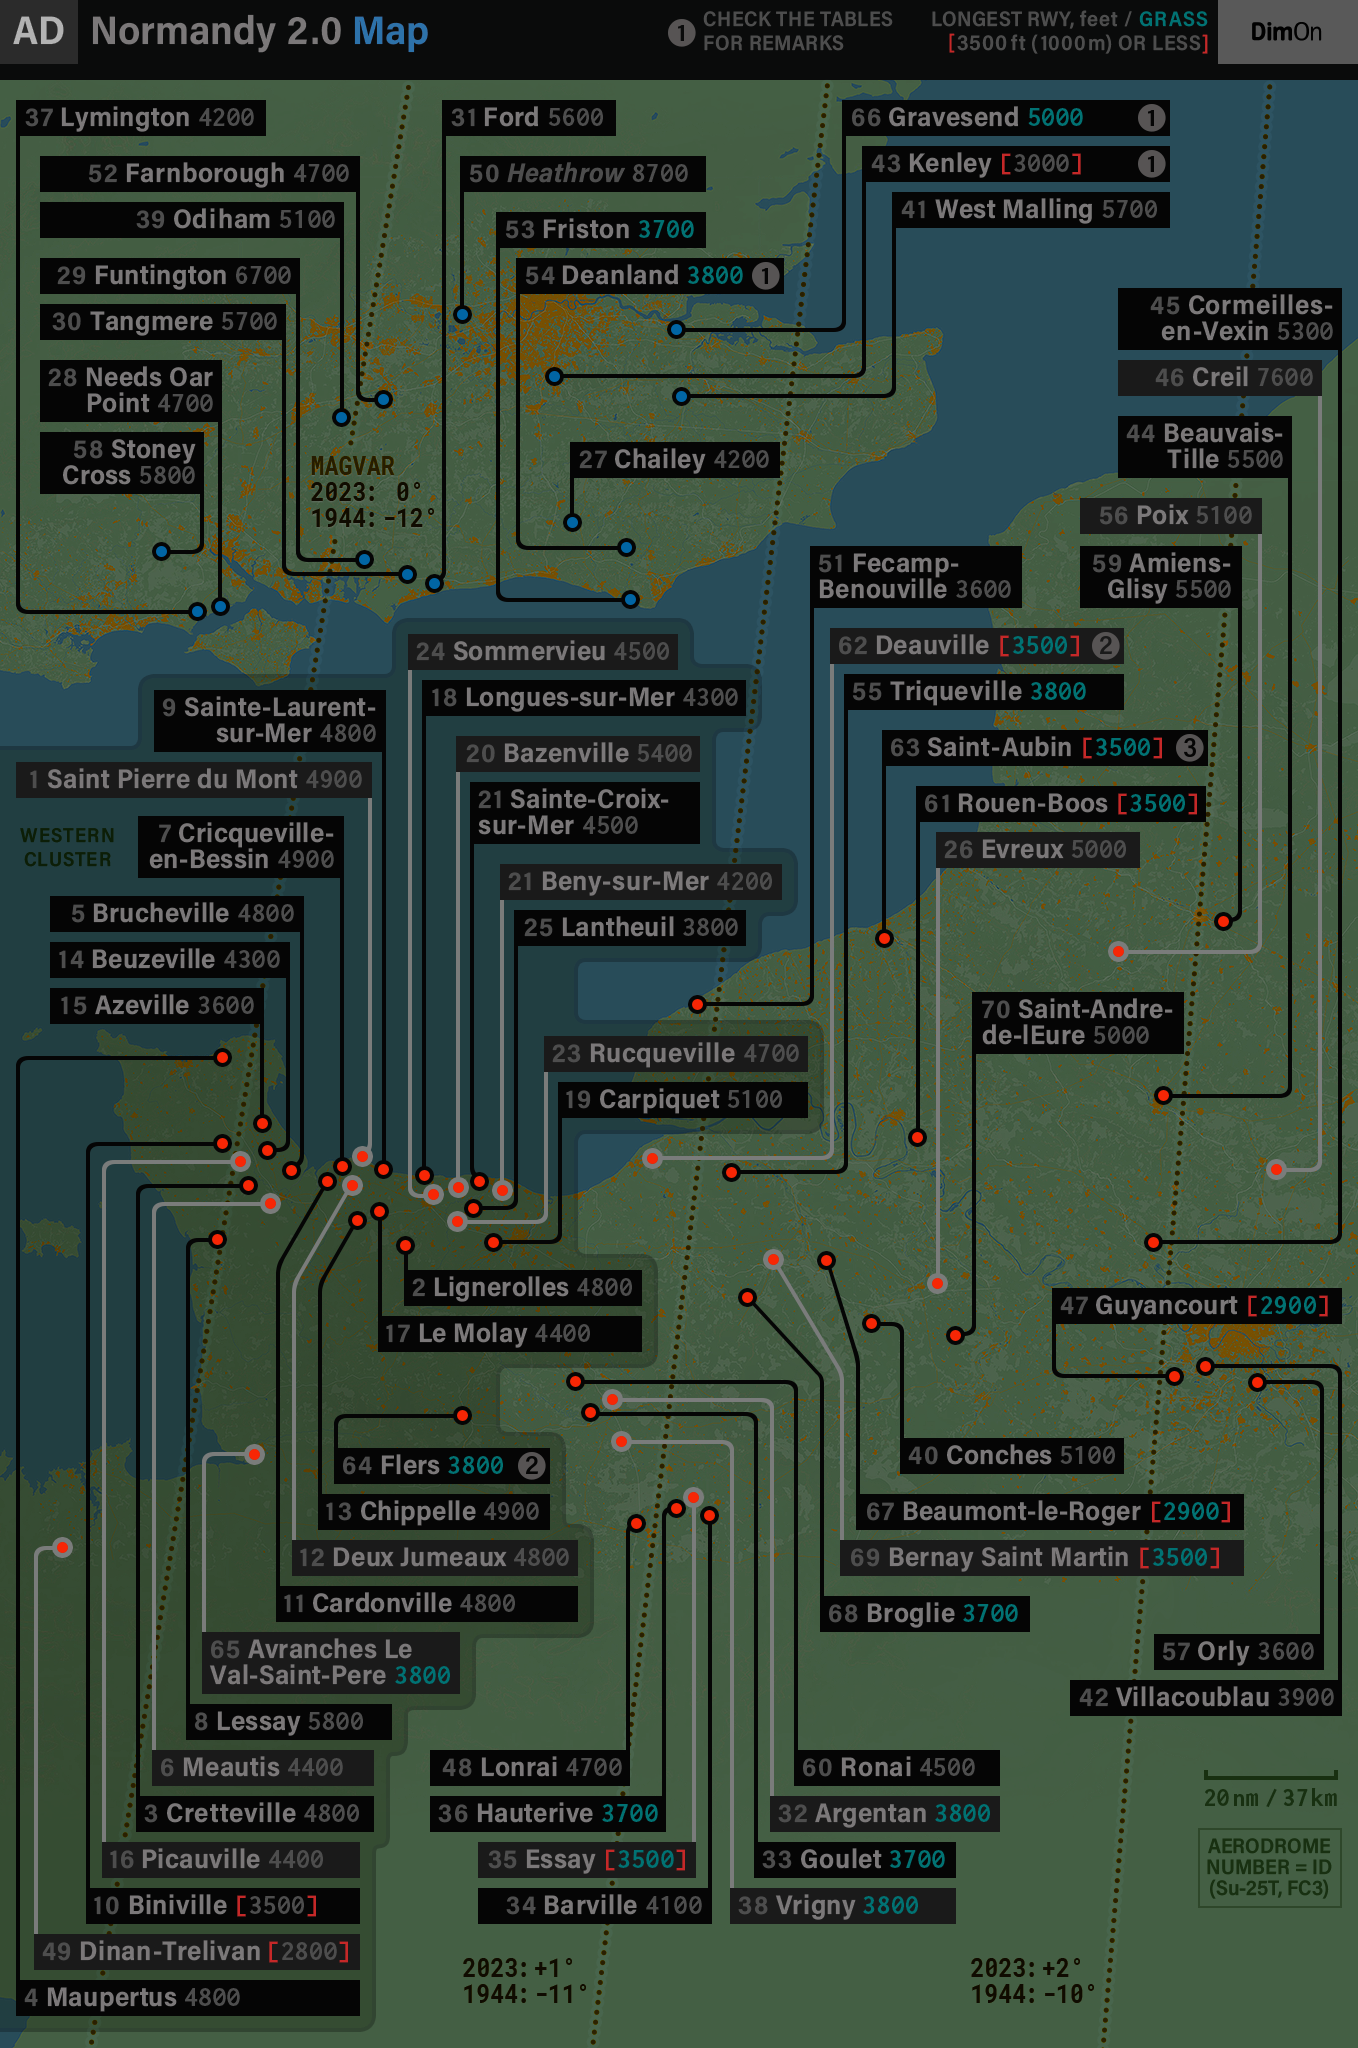 AD Normandy 2.0 Map
1 CHECK THE TABLES
FOR REMARKS
LONGEST RWY, feet / GRASS
[3500 ft (1000 m) OR LESS]
DimOn
37 Lymington 4200
31 Ford 5600
66 Gravesend 5000 1
52 Farnborough 4700
50 Heathrow 8700
43 Kenley [3000] 1
39 Odiham 5100
53 Friston 3700
41 West Malling 5700
29 Funtington 6700
54 Deanland 3800 1
30 Tangmere 5700
45 Cormeilles-
en-Vexin 5300
28 Needs Oar
Point 4700
46 Creil 7600
58 Stoney
Cross 5800
44 Beauvais-
Tille 5500
MAGVAR
2023: 0°
1944: -12°
27 Chailey 4200
56 Poix 5100
51 Fecamp-
Benouville 3600
59 Amiens-
Glisy 5500
24 Sommervieu 4500
62 Deauville [3500] 2
18 Longues-sur-Mer 4300
55 Triqueville 3800
9 Sainte-Laurent-
sur-Mer 4800
20 Bazenville 5400
63 Saint-Aubin [3500] 3
1 Saint Pierre du Mont 4900
21 Sainte-Croix-
sur-Mer 4500
61 Rouen-Boos [3500]
WESTERN
CLUSTER
7 Cricqueville-
en-Bessin 4900
26 Evreux 5000
21 Beny-sur-Mer 4200
5 Brucheville 4800
25 Lantheuil 3800
14 Beuzeville 4300
15 Azeville 3600
70 Saint-Andre-
de-lEure 5000
23 Rucqueville 4700
19 Carpiquet 5100
2 Lignerolles 4800
47 Guyancourt [2900]
17 Le Molay 4400
64 Flers 3800 2
40 Conches 5100
13 Chippelle 4900
67 Beaumont-le-Roger [2900]
12 Deux Jumeaux 4800
69 Bernay Saint Martin [3500]
11 Cardonville 4800
68 Broglie 3700
65 Avranches Le
Val-Saint-Pere 3800
57 Orly 3600
8 Lessay 5800
42 Villacoublau 3900
6 Meautis 4400
48 Lonrai 4700
60 Ronai 4500
20 nm / 37 km
3 Cretteville 4800
36 Hauterive 3700
32 Argentan 3800
16 Picauville 4400
35 Essay [3500]
33 Goulet 3700
AERODROME
NUMBER = ID
(Su-25T, FC3)
10 Biniville [3500]
34 Barville 4100
38 Vrigny 3800
49 Dinan-Trelivan [2800]
4 Maupertus 4800
2023: +1°
1944: -11°
2023: +2°
1944: -10°